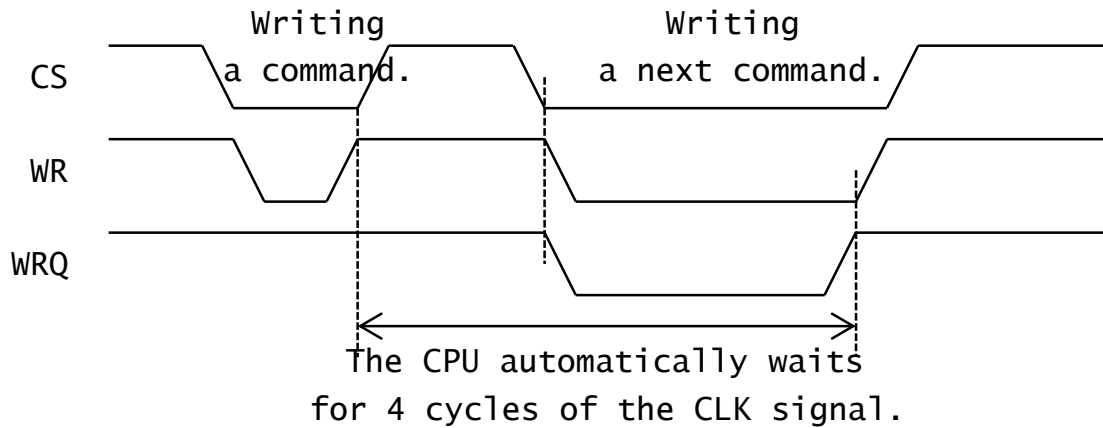 Writing
a command.
Writing
a next command.
CS
WR
WRQ
The CPU automatically waits
for 4 cycles of the CLK signal.